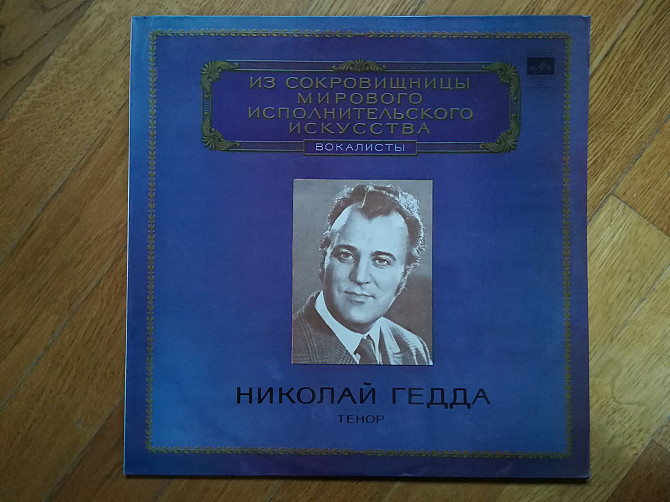 ИЗ СОКРОВИЩНИЦЫ
МИРОВОГО
ИСПОЛНИТЕЛЬСКОГО
ИСКУССТВА
ВОКАЛИСТЫ
НИКОЛАЙ ГЕДДА
ТЕНОР